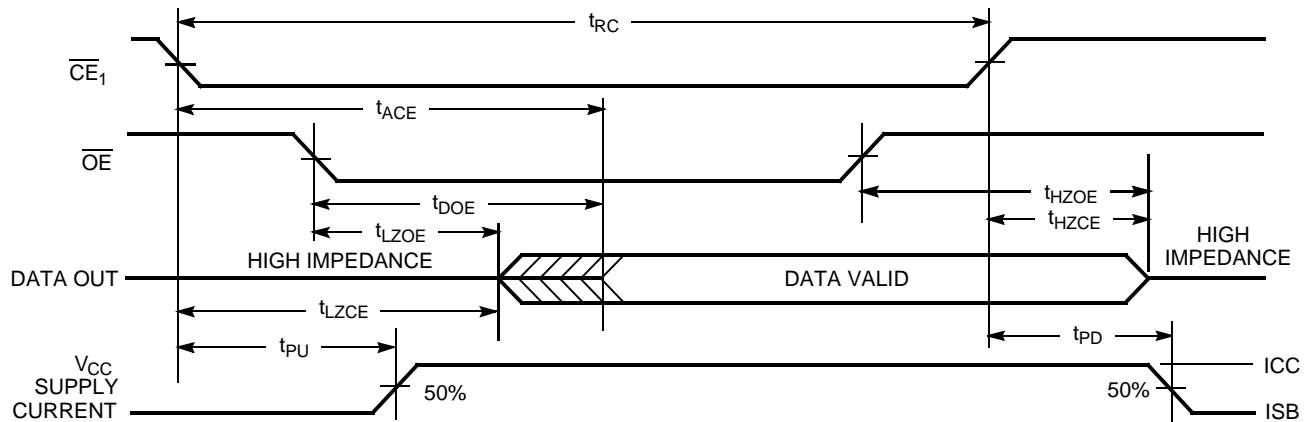 tRC
CE1
tACE
OE
tDOE
tHZOE
tLZOE
tHZCE
HIGH IMPEDANCE
HIGH
IMPEDANCE
DATA OUT
DATA VALID
tLZCE
tPU
tPD
VCC
SUPPLY
CURRENT
50%
50%
ICC
ISB